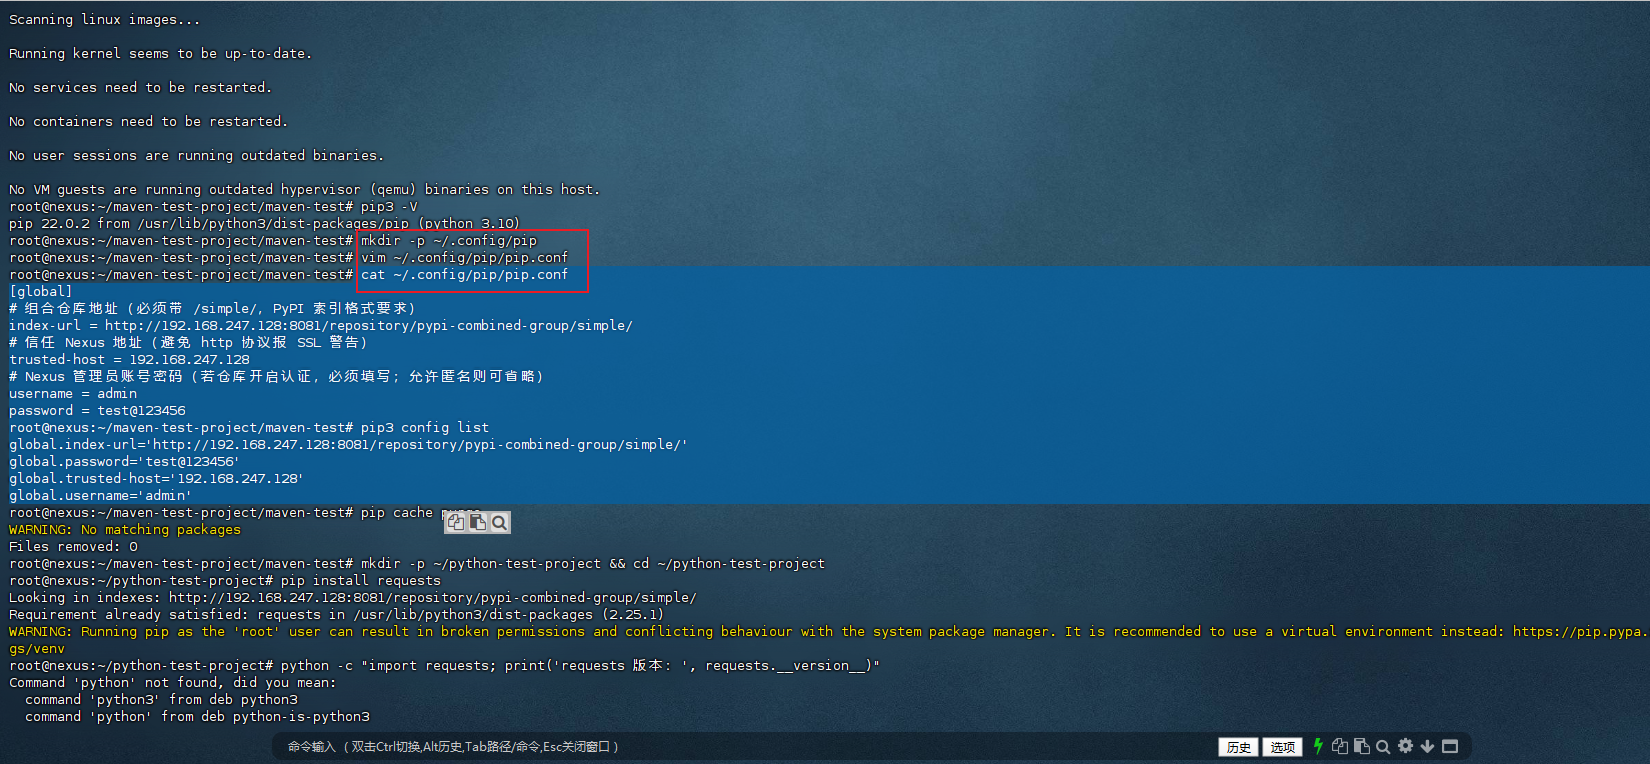 Scanning linux images...
Running kernel seems to be up-to-date.
No services need to be restarted.
No containers need to be restarted.
No user sessions are running outdated binaries.
No VM guests are running outdated hypervisor (qemu) binaries on this host.
root@nexus:~/maven-test-project/maven-test# pip3 -V
pip 22.0.2 from /usr/lib/python3/dist-packages/pip (python 3.10)
root@nexus:~/maven-test-project/maven-test# mkdir -p ~/.config/pip
root@nexus:~/maven-test-project/maven-test# vim ~/.config/pip/pip.conf
root@nexus:~/maven-test-project/maven-test# cat ~/.config/pip/pip.conf
[global]
# 组合仓库地址（必须带 /simple/，PyPI 索引格式要求）
index-url = http://192.168.247.128:8081/repository/pypi-combined-group/simple/
# 信任 Nexus 地址（避免 http 协议报 SSL 警告）
trusted-host = 192.168.247.128
# Nexus 管理员账号密码（若仓库开启认证，必须填写；允许匿名则可省略）
username = admin
password = test@123456
root@nexus:~/maven-test-project/maven-test# pip3 config list
global.index-url='http://192.168.247.128:8081/repository/pypi-combined-group/simple/'
global.password='test@123456'
global.trusted-host='192.168.247.128'
global.username='admin'
root@nexus:~/maven-test-project/maven-test# pip cache
WARNING: No matching packages
Files removed: 0
root@nexus:~/maven-test-project/maven-test# mkdir -p ~/python-test-project && cd ~/python-test-project
root@nexus:~/python-test-project# pip install requests
Looking in indexes: http://192.168.247.128:8081/repository/pypi-combined-group/simple/
Requirement already satisfied: requests in /usr/lib/python3/dist-packages (2.25.1)
WARNING: Running pip as the 'root' user can result in broken permissions and conflicting behaviour with the system package manager. It is recommended to use a virtual environment instead: https://pip.pypa.
gs/venv
root@nexus:~/python-test-project# python -c "import requests; print('requests 版本：', requests.__version__)"
Command 'python' not found, did you mean:
command 'python3' from deb python3
command 'python' from deb python-is-python3
命令输入 （双击Ctrl切换,Alt历史,Tab路径/命令,Esc关闭窗口） 历史 选项